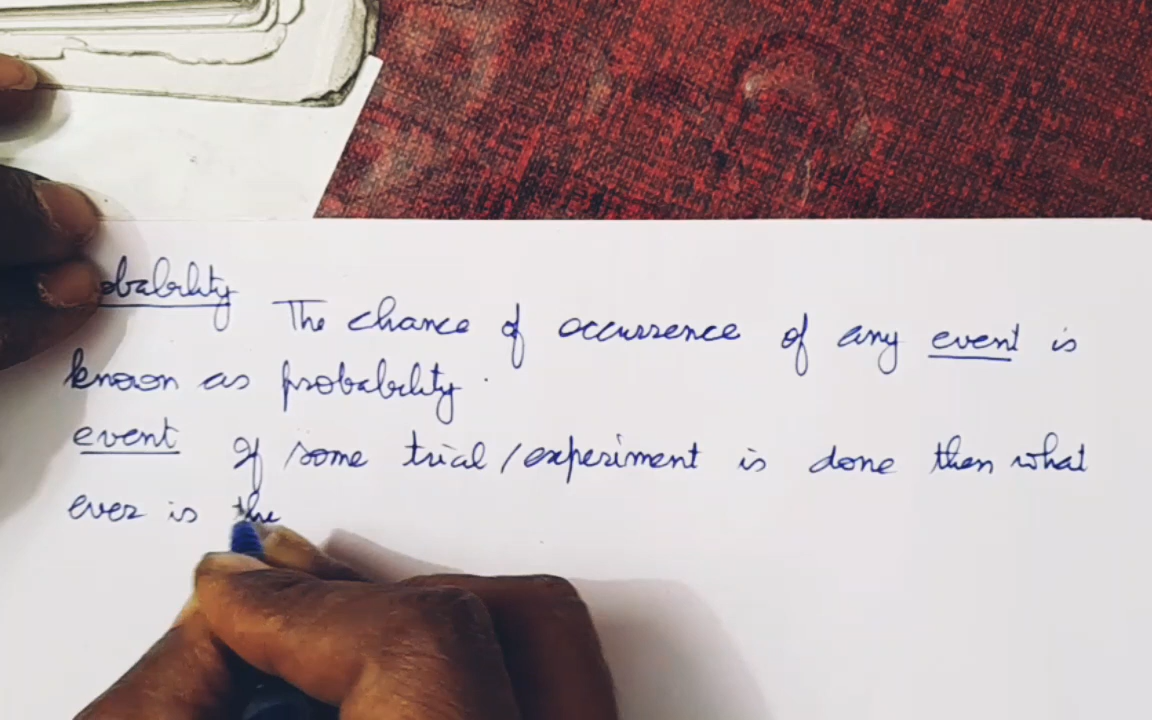 obability The chance of occurrence of any event is
known as probability.
event If some trial/experiment is done then what
ever is the